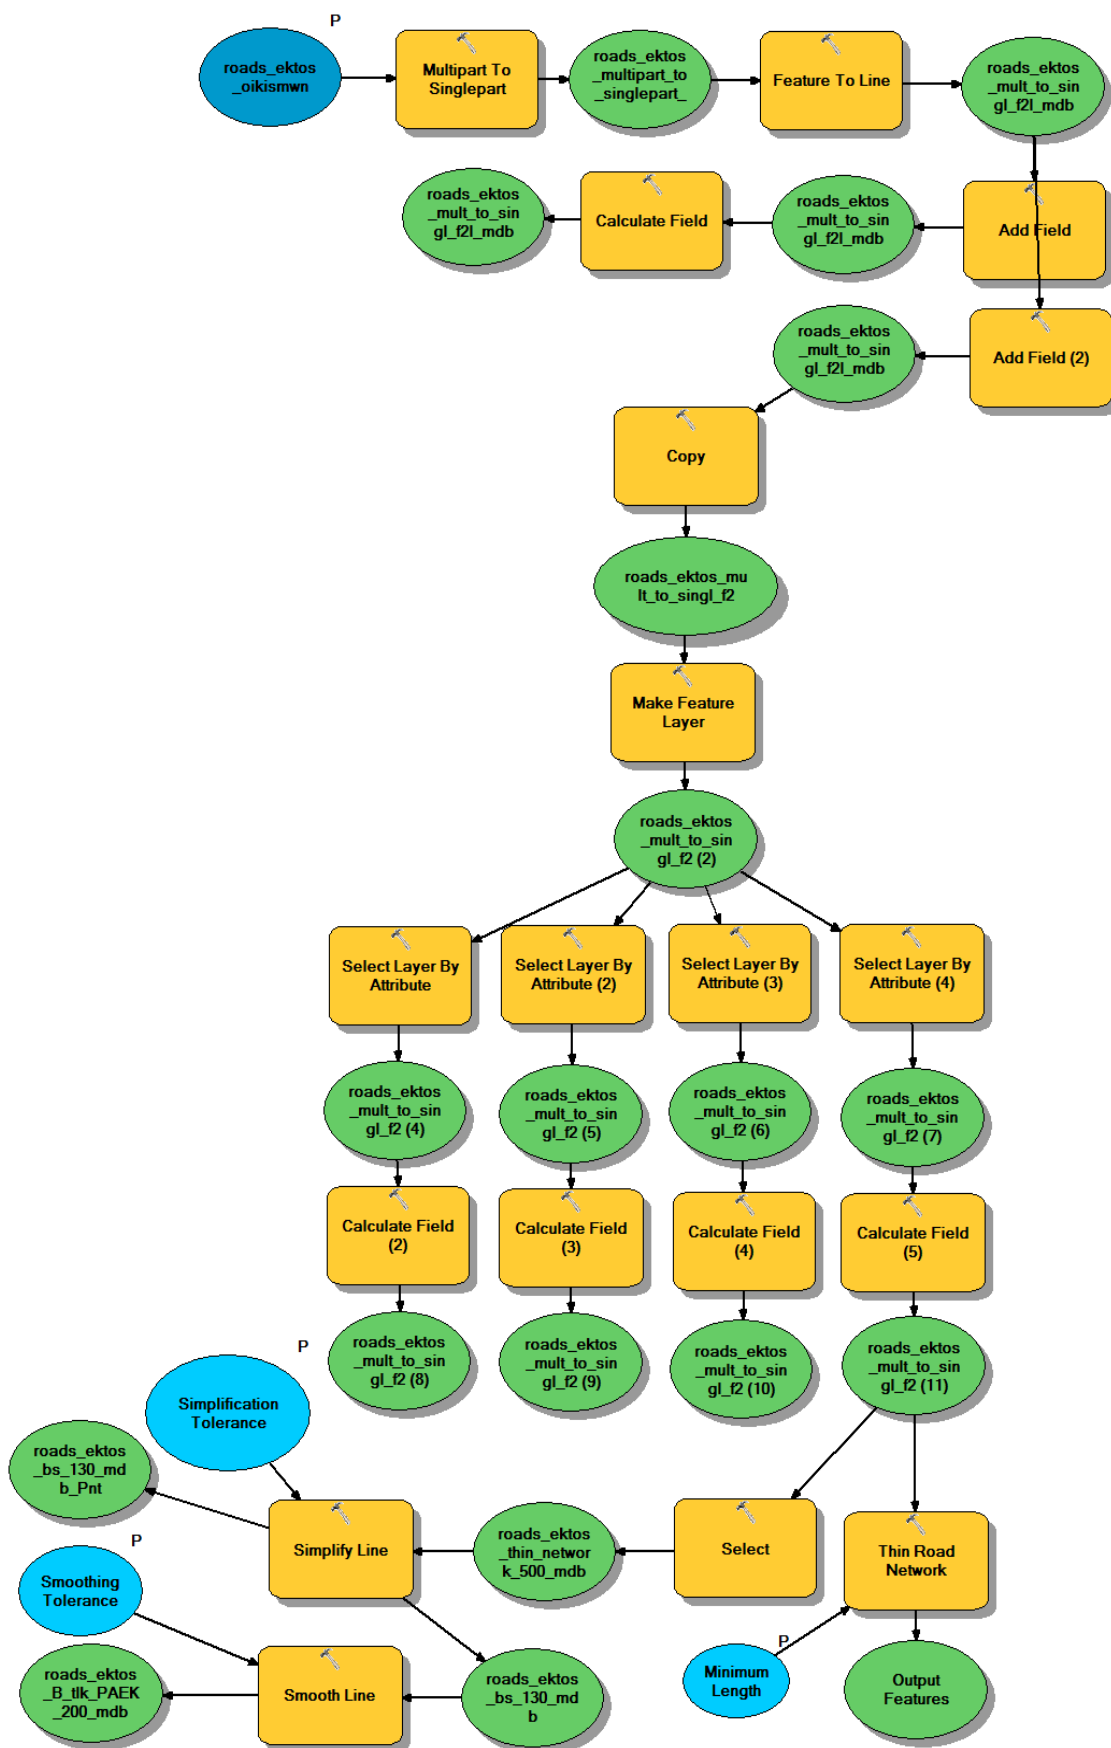 P
roads_ektos
_oikismwn
Multipart To
Singlepart
roads_ektos
_multipart_to
_singlepart_
Feature To Line
roads_ektos
_mult_to_sin
gl_f2l_mdb
roads_ektos
_mult_to_sin
gl_f2l_mdb
Calculate Field
roads_ektos
_mult_to_sin
gl_f2l_mdb
Add Field
roads_ektos
_mult_to_sin
gl_f2l_mdb
Add Field (2)
Copy
roads_ektos_mu
lt_to_singl_f2
Make Feature
Layer
roads_ektos
_mult_to_sin
gl_f2 (2)
Select Layer By
Attribute
Select Layer By
Attribute (2)
Select Layer By
Attribute (3)
Select Layer By
Attribute (4)
roads_ektos
_mult_to_sin
gl_f2 (4)
roads_ektos
_mult_to_sin
gl_f2 (5)
roads_ektos
_mult_to_sin
gl_f2 (6)
roads_ektos
_mult_to_sin
gl_f2 (7)
Calculate Field
(2)
Calculate Field
(3)
Calculate Field
(4)
Calculate Field
(5)
roads_ektos
_mult_to_sin
gl_f2 (8)
roads_ektos
_mult_to_sin
gl_f2 (9)
roads_ektos
_mult_to_sin
gl_f2 (10)
roads_ektos
_mult_to_sin
gl_f2 (11)
P
Simplification
Tolerance
roads_ektos
_bs_130_md
b_Pnt
Simplify Line
roads_ektos
_thin_networ
k_500_mdb
Select
Thin Road
Network
P
Smoothing
Tolerance
roads_ektos
_B_tlk_PAEK
_200_mdb
Smooth Line
roads_ektos
_bs_130_md
b
P
Minimum
Length
Output
Features